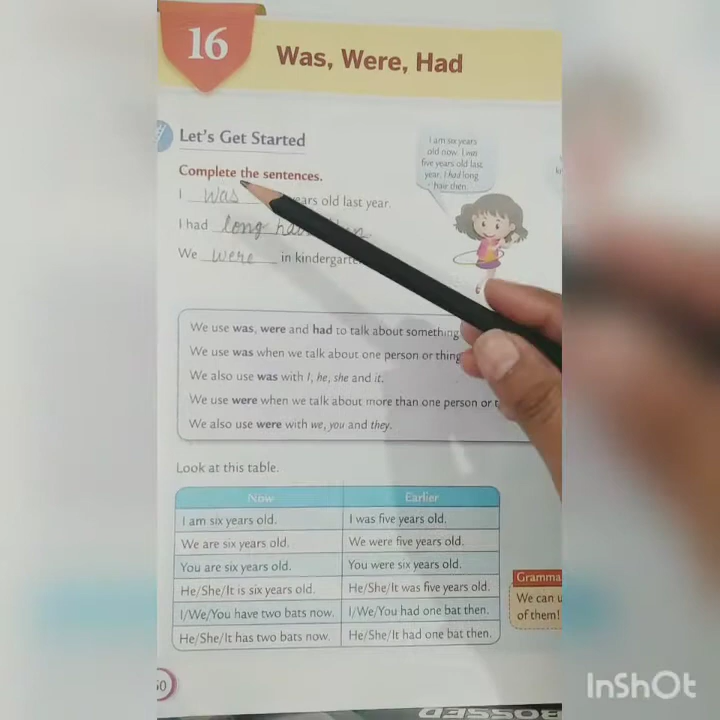 16
Was, Were, Had
Let's Get Started
I am six years
old now. I was
five years old last
year. I had long
hair then.
Complete the sentences.
I was years old last year.
I had long
We were in kindergarte
We use was, were and had to talk about something
We use was when we talk about one person or thing
We also use was with I, he, she and it.
We use were when we talk about more than one person or t
We also use were with we, you and they.
Look at this table.
Now Earlier
I am six years old. I was five years old.
We are six years old. We were five years old.
You are six years old. You were six years old.
He/She/It is six years old. He/She/It was five years old.
I/We/You have two bats now. I/We/You had one bat then.
He/She/It has two bats now. He/She/It had one bat then.
Gramma
We can u
of them!
60
InShOt